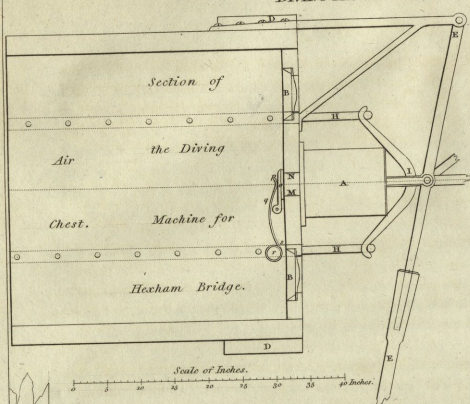 D
E
Section of
B
H
Air
the Diving
N
I
A
p
M
q
Chest.
Machine for
s
H
r
B
Hexham Bridge.
E
D
Scale of Inches.
0 5 10 15 20 25 30 35 40 Inches.